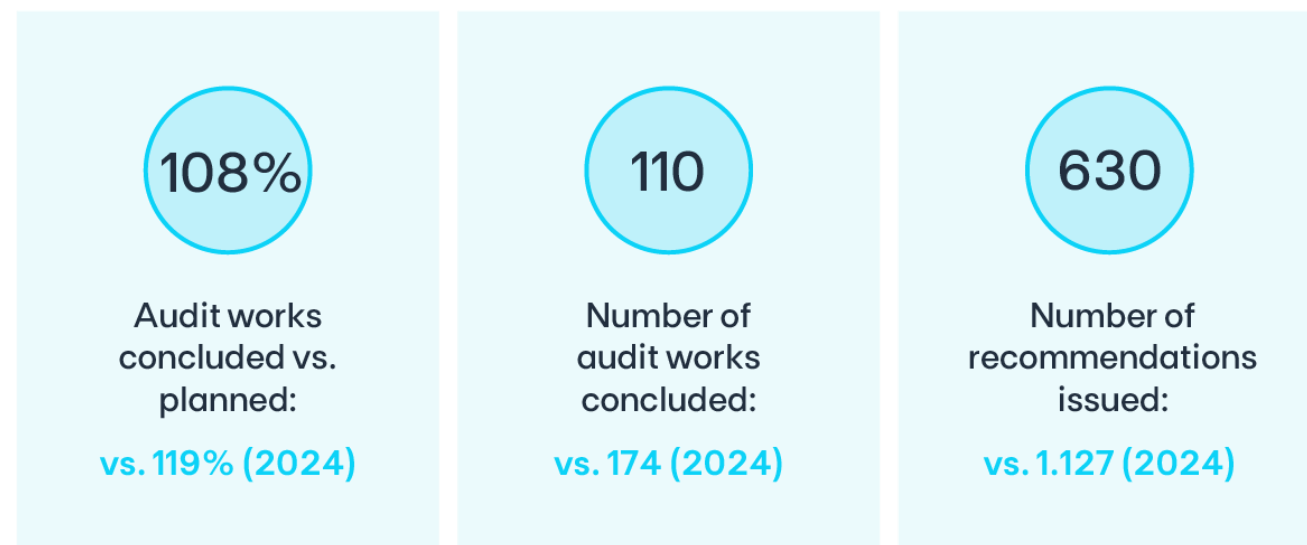 108%
Audit works
concluded vs.
planned:
vs. 119% (2024)
110
Number of
audit works
concluded:
vs. 174 (2024)
630
Number of
recommendations
issued:
vs. 1.127 (2024)